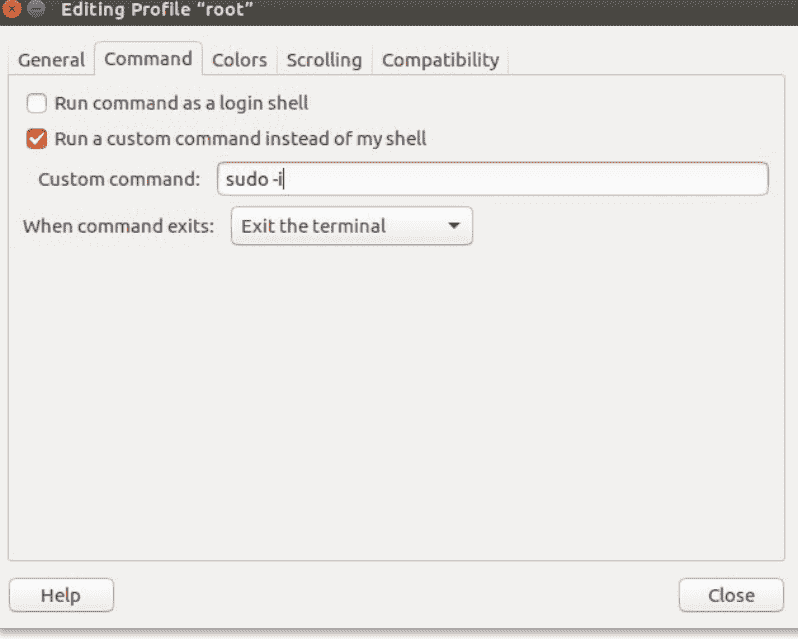 Editing Profile “root”
General Command Colors Scrolling Compatibility
Run command as a login shell
Run a custom command instead of my shell
Custom command: sudo -i
When command exits: Exit the terminal
Help Close